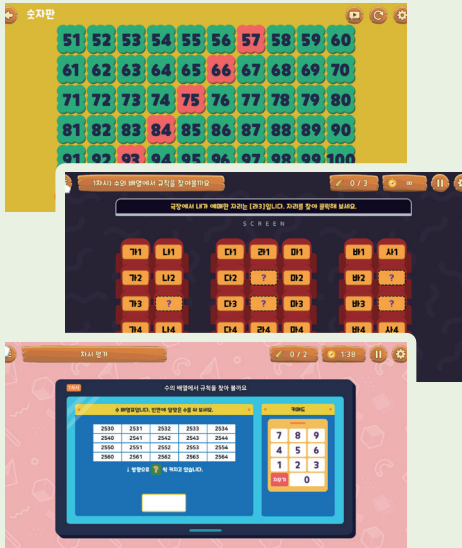 숫자판
51 52 53 54 55 56 57 58 59 60
61 62 63 64 65 66 67 68 69 70
71 72 73 74 75 76 77 78 79 80
81 82 83 84 85 86 87 88 89 90
91 92 93 94 95 96 97 98 99 100
1차시) 수의 배열에서 규칙을 찾아볼까요
0 / 3
∞
극장에서 내가 예매한 자리는 [라3]입니다. 자리를 찾아 클릭해 보세요.
SCREEN
가1 나1 다1 라1 마1 바1 사1
가2 나2 다2 ? 마2 바2 ?
가3 ? 다3 ? 마3 바3 ?
가4 나4 다4 라4 마4 바4 사4
차시 평가
0 / 2
1:38
1차시
수의 배열에서 규칙을 찾아 볼까요
수 배열표입니다. 빈칸에 알맞은 수를 써 보세요.
키패드
2530 2531 2532 2533 2534
2540 2541 2542 2543 2544
2550 2551 2552 2553 2554
2560 2561 2562 2563 2564
↓ 방향으로 ? 씩 커지고 있습니다.
7 8 9
4 5 6
1 2 3
지우기 0